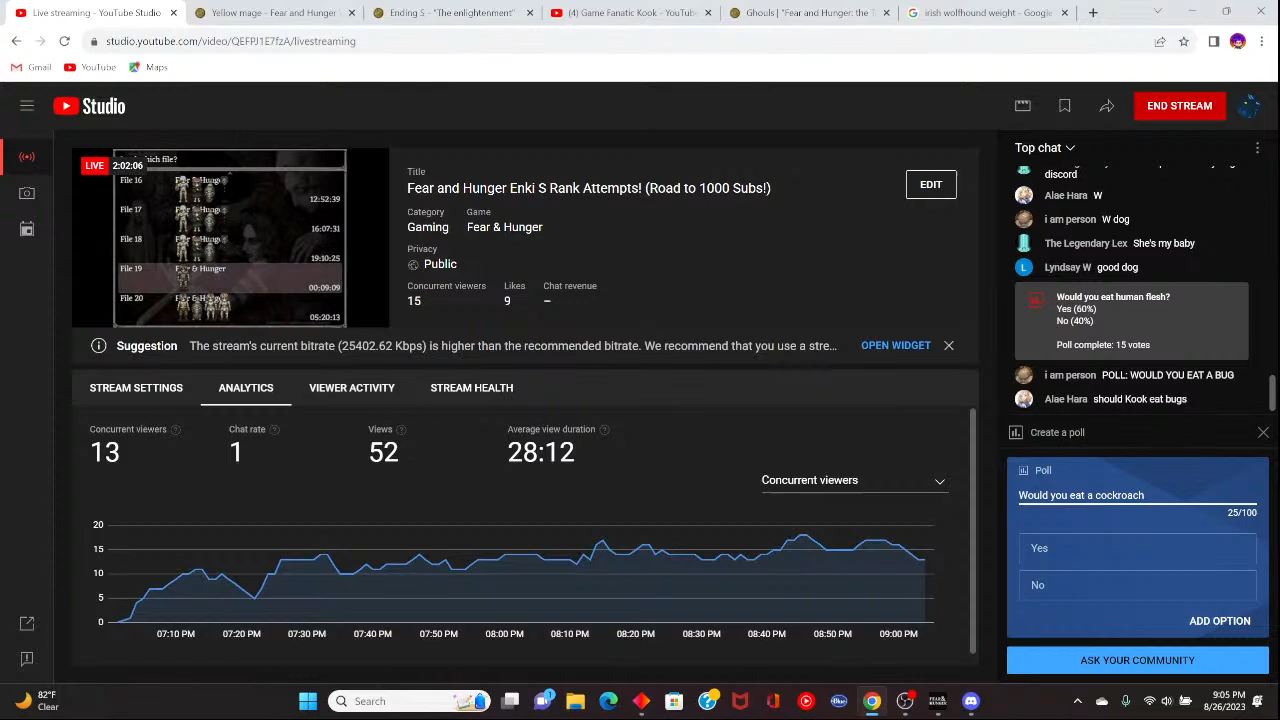 Live streaming - YouTube Studio
Yellow mage - Fear and Hunger
Ending S - "Thenlightenment"
(4) Game Fanatic Kook - YouTube
Ghosts | "Fear and Hunger: the T
irish wolfhound weight - Google
studio.youtube.com/video/QEFPJ1E7fzA/livestreaming
Gmail
YouTube
Maps
Studio
END STREAM
LIVE 2:02:06
which file?
File 16
12:52:39
File 17
16:07:31
File 18
19:10:25
File 19
00:09:09
File 20
05:20:13
Title
Fear and Hunger Enki S Rank Attempts! (Road to 1000 Subs!)
EDIT
Category Game
Gaming Fear & Hunger
Privacy
Public
Concurrent viewers Likes Chat revenue
15 9 –
Suggestion The stream's current bitrate (25402.62 Kbps) is higher than the recommended bitrate. We recommend that you use a stre... OPEN WIDGET
STREAM SETTINGS ANALYTICS VIEWER ACTIVITY STREAM HEALTH
Concurrent viewers Chat rate Views Average view duration
13 1 52 28:12
Concurrent viewers
20
15
10
5
0
07:10 PM 07:20 PM 07:30 PM 07:40 PM 07:50 PM 08:00 PM 08:10 PM 08:20 PM 08:30 PM 08:40 PM 08:50 PM 09:00 PM
Top chat
discord
Alae Hara W
i am person W dog
The Legendary Lex She's my baby
Lyndsay W good dog
Would you eat human flesh?
Yes (60%)
No (40%)
Poll complete: 15 votes
i am person POLL: WOULD YOU EAT A BUG
Alae Hara should Kook eat bugs
Create a poll
Poll
Would you eat a cockroach
25/100
Yes
No
ADD OPTION
ASK YOUR COMMUNITY
82°F
Clear
Search
9:05 PM
8/26/2023